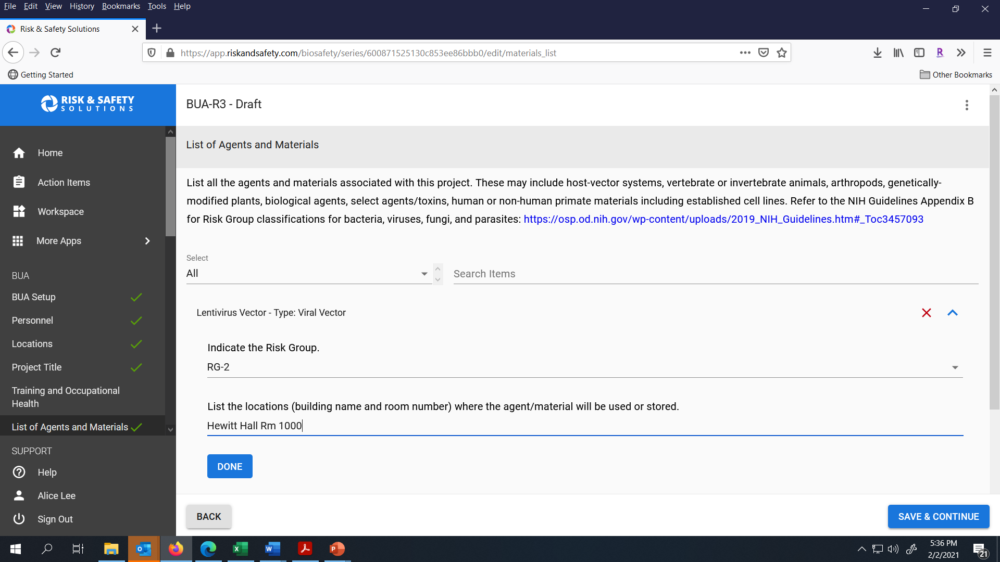 File Edit View History Bookmarks Tools Help
Risk & Safety Solutions
https://app.riskandsafety.com/biosafety/series/600871525130c853ee86bbb0/edit/materials_list
Getting Started
Other Bookmarks
RISK & SAFETY
SOLUTIONS
Home
Action Items
Workspace
More Apps
BUA
BUA Setup
Personnel
Locations
Project Title
Training and Occupational
Health
List of Agents and Materials
SUPPORT
Help
Alice Lee
Sign Out
BUA-R3 - Draft
List of Agents and Materials
List all the agents and materials associated with this project. These may include host-vector systems, vertebrate or invertebrate animals, arthropods, genetically-
modified plants, biological agents, select agents/toxins, human or non-human primate materials including established cell lines. Refer to the NIH Guidelines Appendix B
for Risk Group classifications for bacteria, viruses, fungi, and parasites: https://osp.od.nih.gov/wp-content/uploads/2019_NIH_Guidelines.htm#_Toc3457093
Select
All
Search Items
Lentivirus Vector - Type: Viral Vector
Indicate the Risk Group.
RG-2
List the locations (building name and room number) where the agent/material will be used or stored.
Hewitt Hall Rm 1000
DONE
BACK
SAVE & CONTINUE
5:36 PM
2/2/2021
21